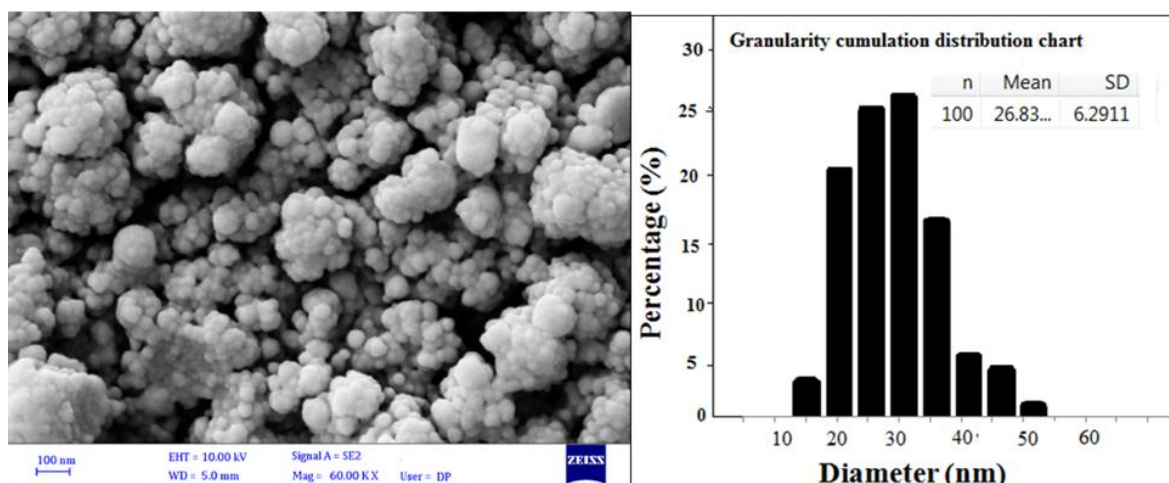 100 nm
EHT = 10.00 kV
Signal A = SE2
WD = 5.0 mm
Mag = 60.00 K X
User = DP
ZEISS
Granularity cumulation distribution chart
n Mean SD
100 26.83... 6.2911
30
25
20
15
10
5
0
Percentage (%)
10 20 30 40 50 60
Diameter (nm)